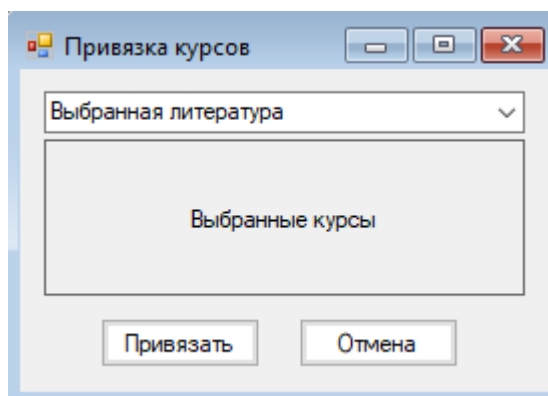 Привязка курсов
Выбранная литература
Выбранные курсы
Привязать Отмена